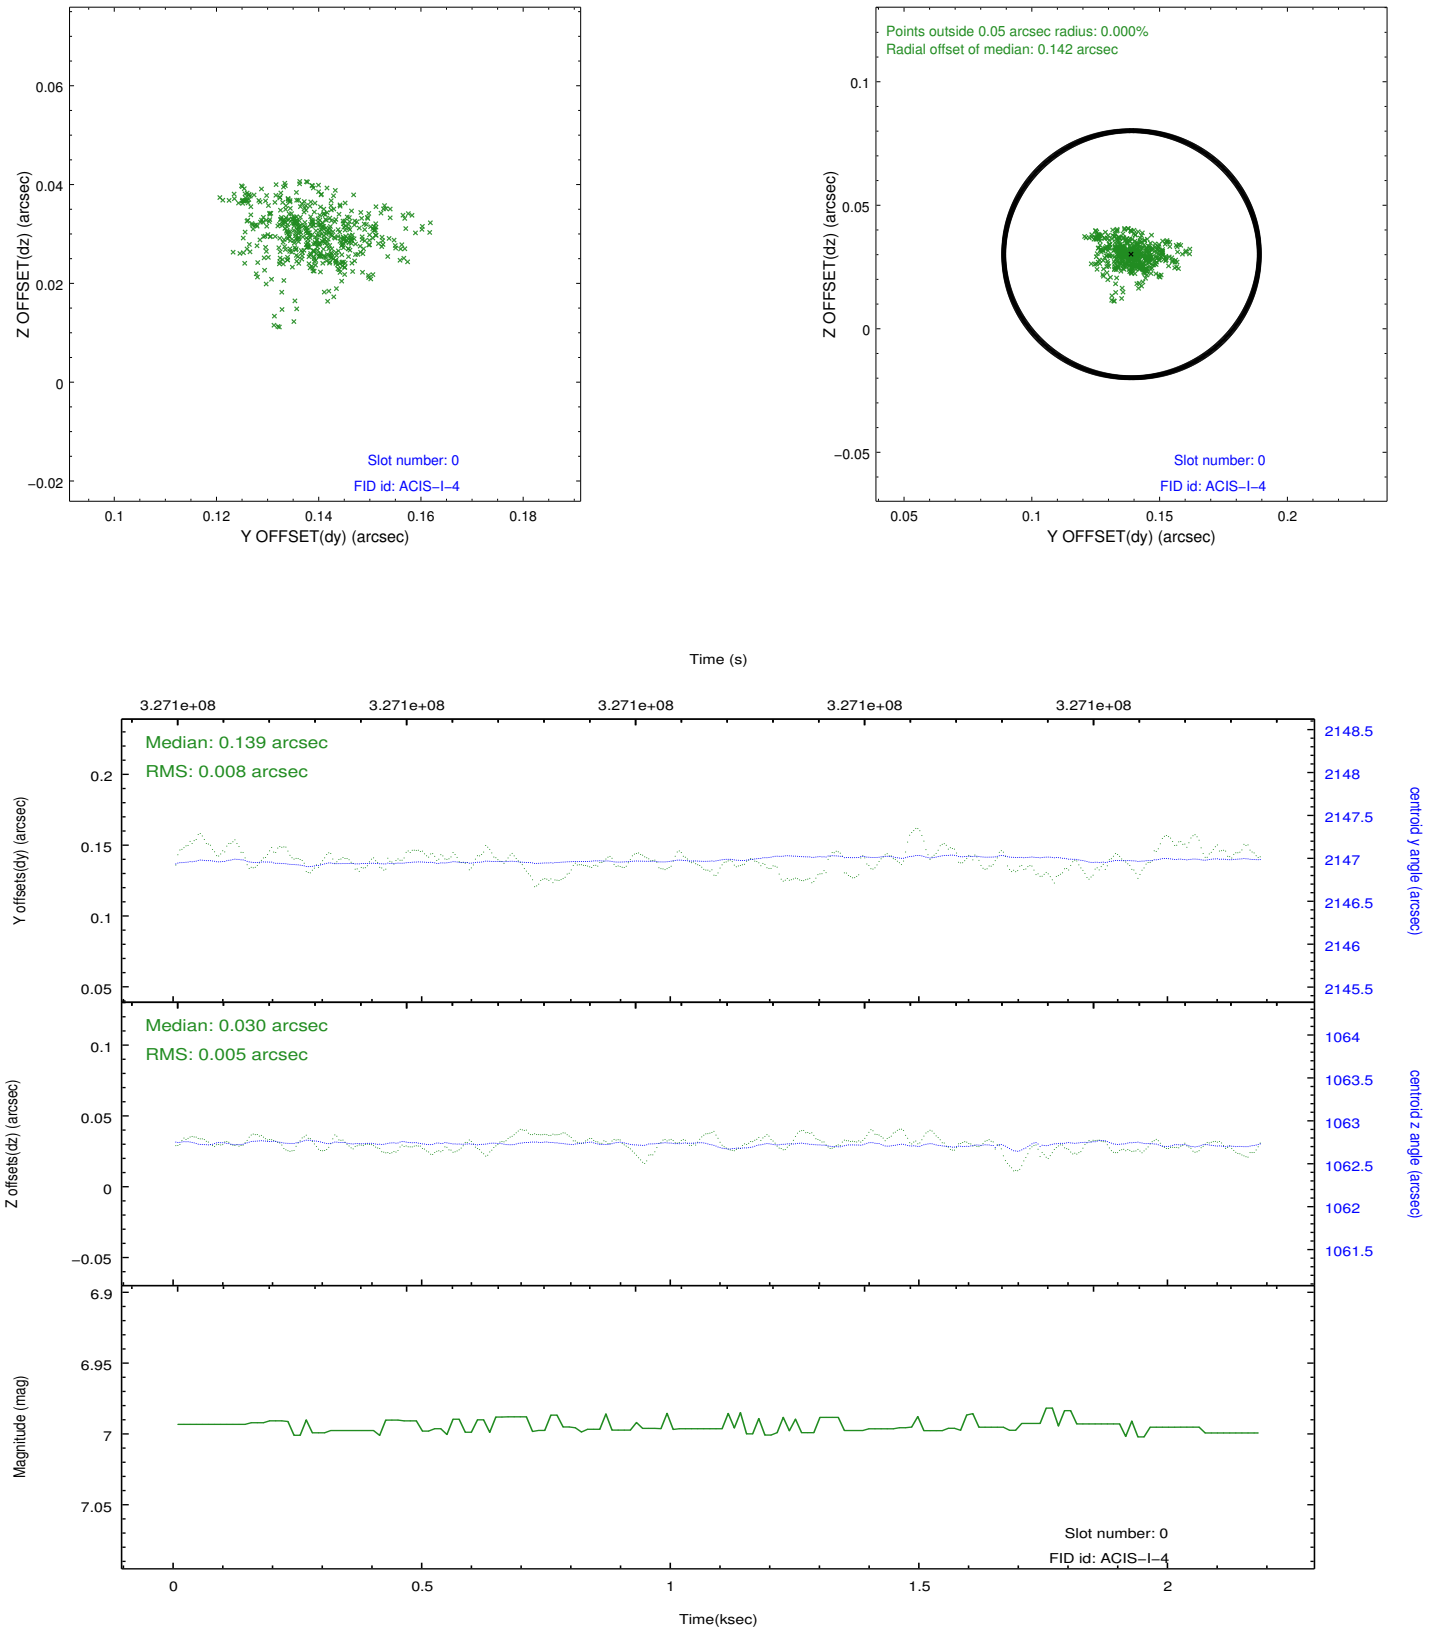 0.06
0.04
0.02
0
−0.02
Z OFFSET(dz) (arcsec)
Slot number: 0
FID id: ACIS−I−4
0.1 0.12 0.14 0.16 0.18
Y OFFSET(dy) (arcsec)
Points outside 0.05 arcsec radius: 0.000%
Radial offset of median: 0.142 arcsec
0.1
0.05
0
−0.05
Z OFFSET(dz) (arcsec)
Slot number: 0
FID id: ACIS−I−4
0.05 0.1 0.15 0.2
Y OFFSET(dy) (arcsec)
Time (s)
3.271e+08 3.271e+08 3.271e+08 3.271e+08 3.271e+08
Median: 0.139 arcsec
RMS: 0.008 arcsec
0.2
0.15
0.1
0.05
Y offsets(dy) (arcsec)
2148.5
2148
2147.5
2147
2146.5
2146
2145.5
centroid y angle (arcsec)
Median: 0.030 arcsec
RMS: 0.005 arcsec
0.1
0.05
0
−0.05
Z offsets(dz) (arcsec)
1064
1063.5
1063
1062.5
1062
1061.5
centroid z angle (arcsec)
6.9
6.95
7
7.05
Magnitude (mag)
Slot number: 0
FID id: ACIS−I−4
0 0.5 1 1.5 2
Time(ksec)